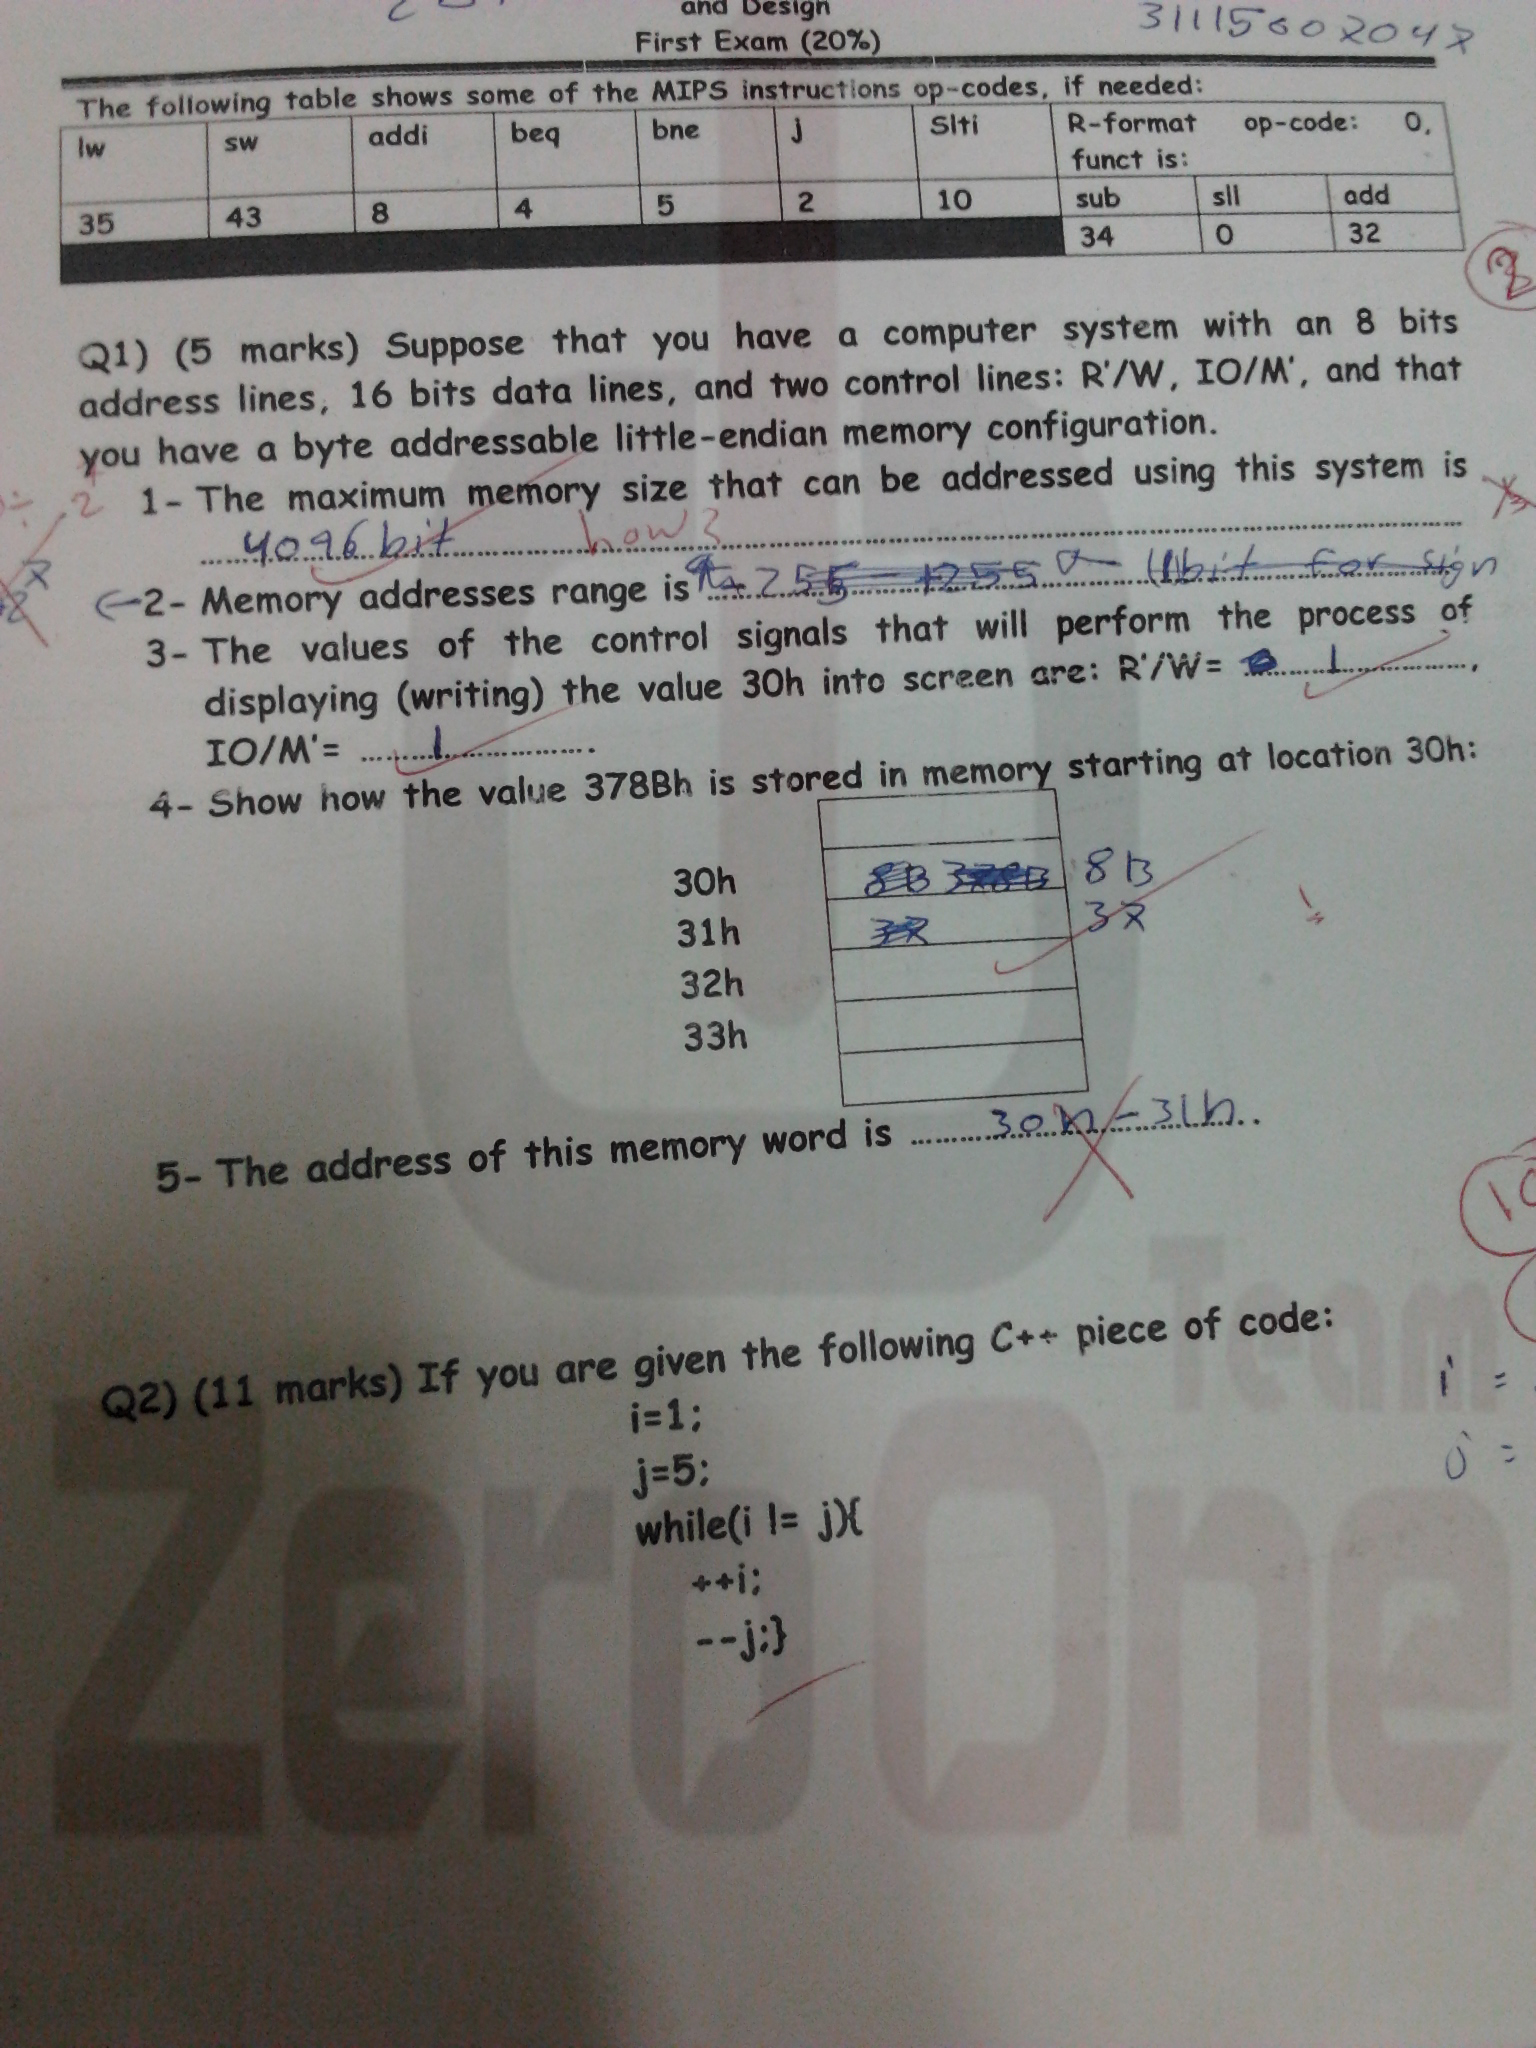 and Design
First Exam (20%)
31115002047
The following table shows some of the MIPS instructions op-codes, if needed:
lw sw addi beq bne j Slti R-format op-code: 0, funct is:
35 43 8 4 5 2 10 sub sll add
34 0 32
Q1) (5 marks) Suppose that you have a computer system with an 8 bits
address lines, 16 bits data lines, and two control lines: R'/W, IO/M', and that
you have a byte addressable little-endian memory configuration.
1- The maximum memory size that can be addressed using this system is
4096 bit how?
2- Memory addresses range is 255 +255 1bit for sign
3- The values of the control signals that will perform the process of
displaying (writing) the value 30h into screen are: R'/W= 1,
IO/M'= 1.
4- Show how the value 378Bh is stored in memory starting at location 30h:
30h 8B
31h 37
32h
33h
5- The address of this memory word is 30h-31h..
10
Q2) (11 marks) If you are given the following C++ piece of code:
i=1;
i =
j=5;
j =
while(i != j){
++i;
--j;}
Team
ZeroOne